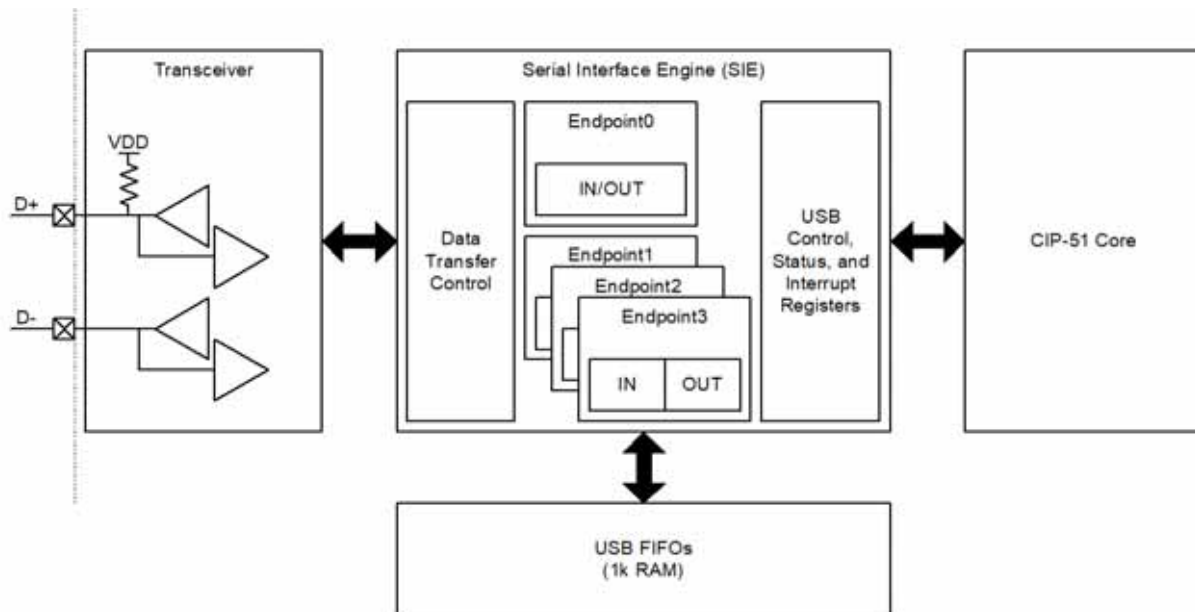 Transceiver
VDD
D+
D-
Serial Interface Engine (SIE)
Data
Transfer
Control
Endpoint0
IN/OUT
Endpoint1
Endpoint2
Endpoint3
IN
OUT
USB
Control,
Status, and
Interrupt
Registers
CIP-51 Core
USB FIFOs
(1k RAM)